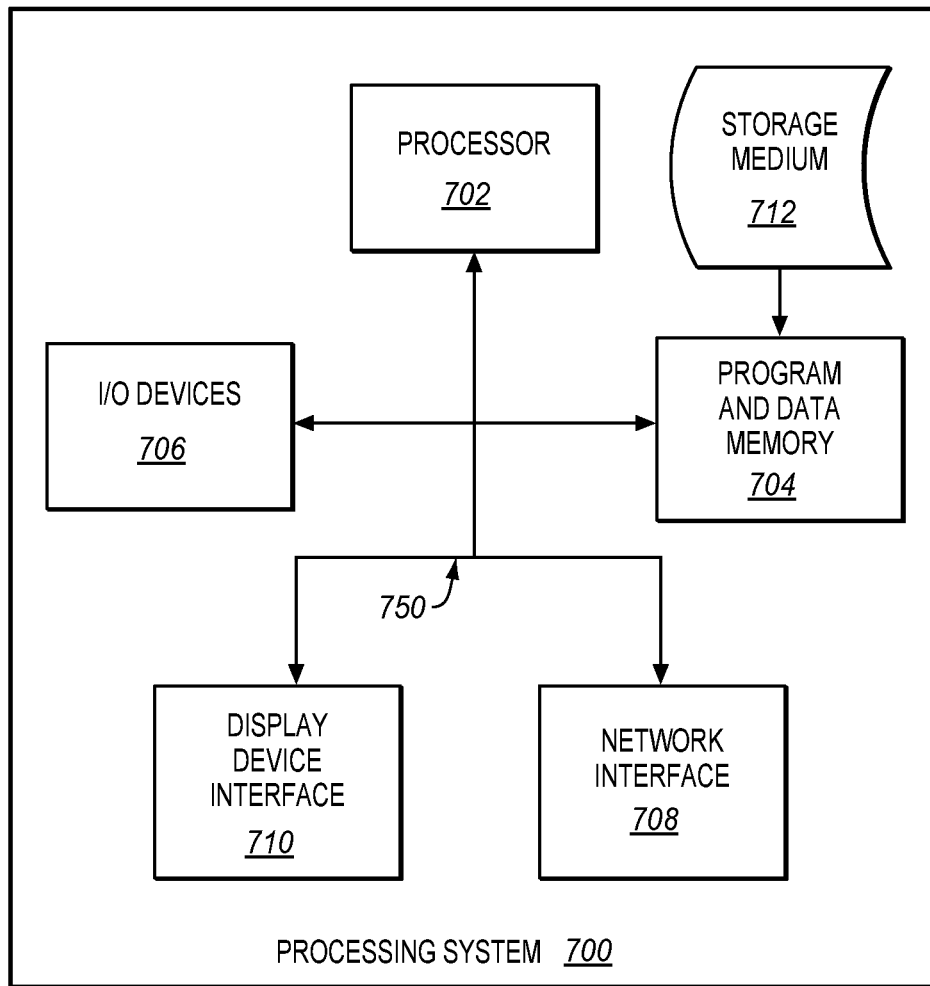 PROCESSOR
702
STORAGE
MEDIUM
712
I/O DEVICES
706
PROGRAM
AND DATA
MEMORY
704
750
DISPLAY
DEVICE
INTERFACE
710
NETWORK
INTERFACE
708
PROCESSING SYSTEM 700